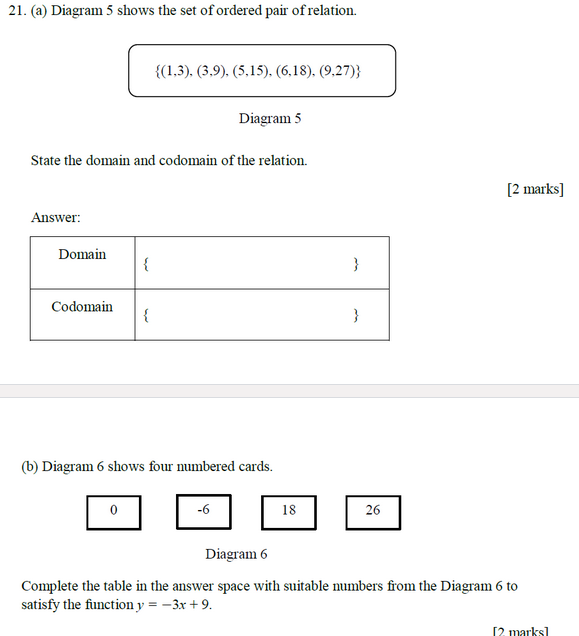 21. (a) Diagram 5 shows the set of ordered pair of relation.
{(1,3), (3,9), (5,15), (6,18), (9,27)}
Diagram 5
State the domain and codomain of the relation.
[2 marks]
Answer:
Domain { }
Codomain { }
(b) Diagram 6 shows four numbered cards.
0 -6 18 26
Diagram 6
Complete the table in the answer space with suitable numbers from the Diagram 6 to
satisfy the function y = −3x + 9.
[2 marks]